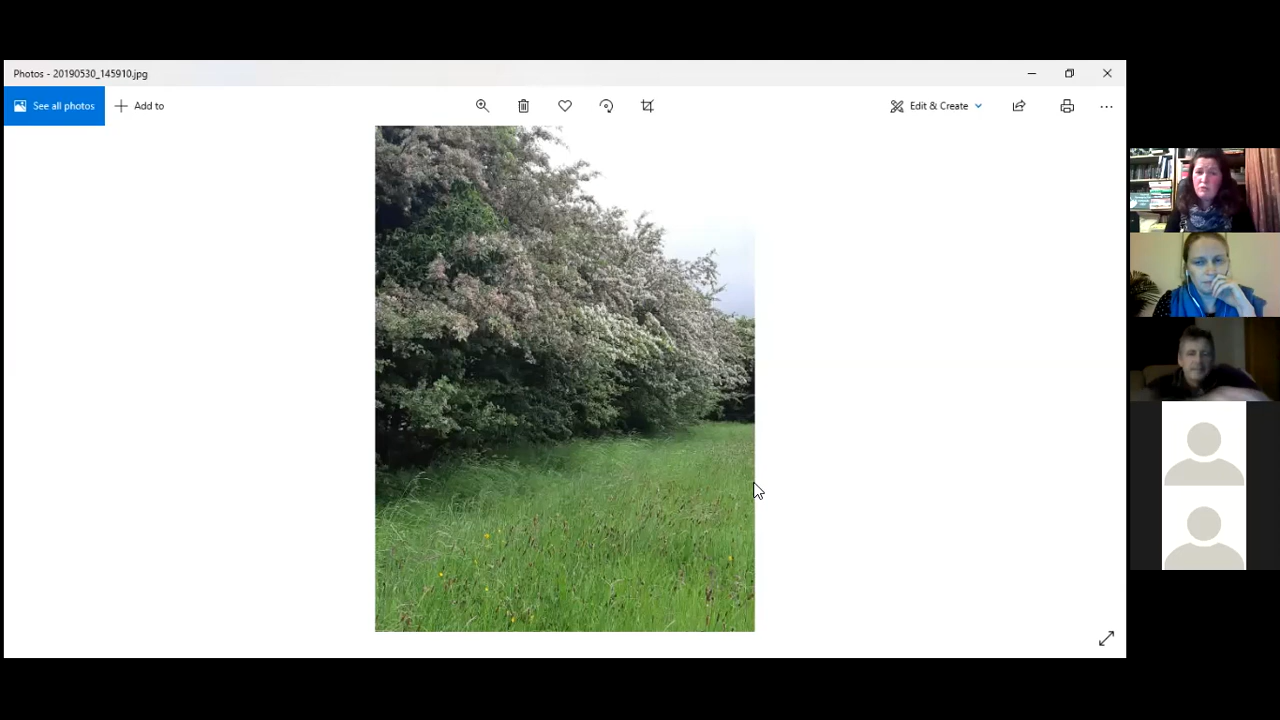 Photos - 20190530_145910.jpg
See all photos
Add to
Edit & Create